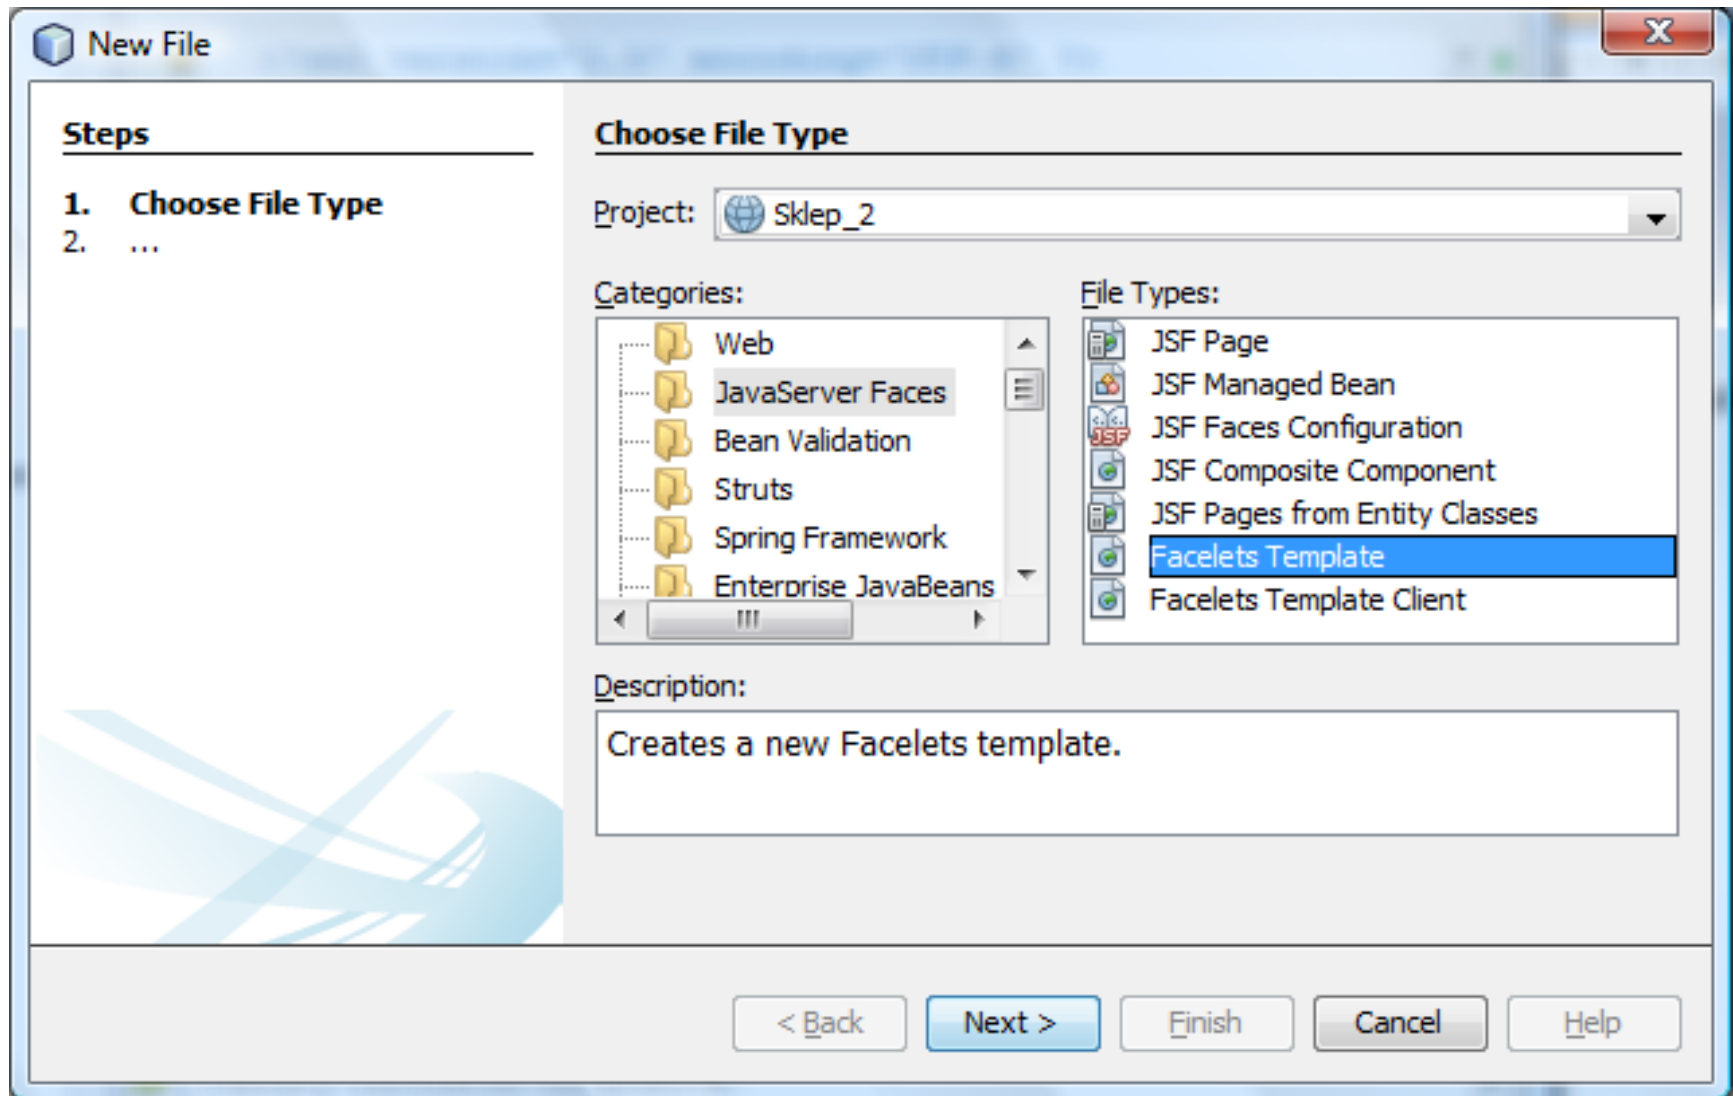 New File
Steps
1. Choose File Type
2. ...
Choose File Type
Project: Sklep_2
Categories:
Web
JavaServer Faces
Bean Validation
Struts
Spring Framework
Enterprise JavaBeans
File Types:
JSF Page
JSF Managed Bean
JSF Faces Configuration
JSF Composite Component
JSF Pages from Entity Classes
Facelets Template
Facelets Template Client
Description:
Creates a new Facelets template.
< Back Next > Finish Cancel Help